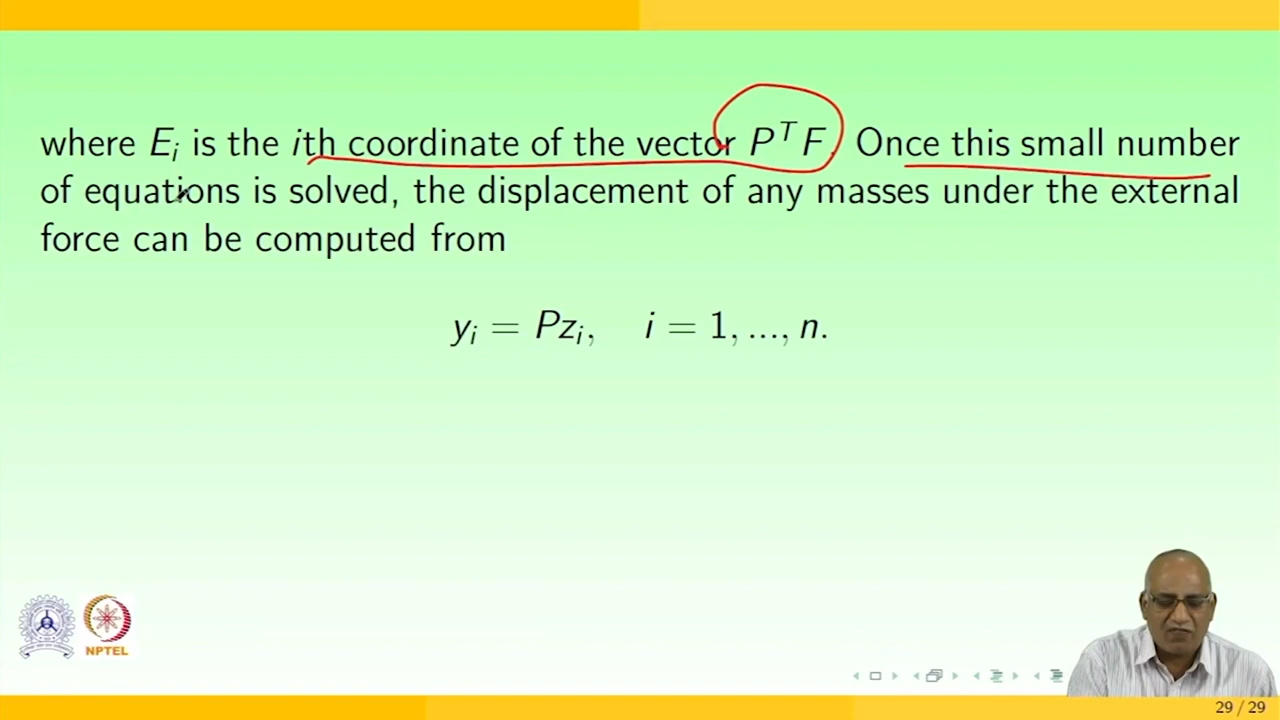 where Eᵢ is the ith coordinate of the vector PᵀF. Once this small number
of equations is solved, the displacement of any masses under the external
force can be computed from
yᵢ = Pzᵢ, i = 1, ..., n.
NPTEL
29 / 29